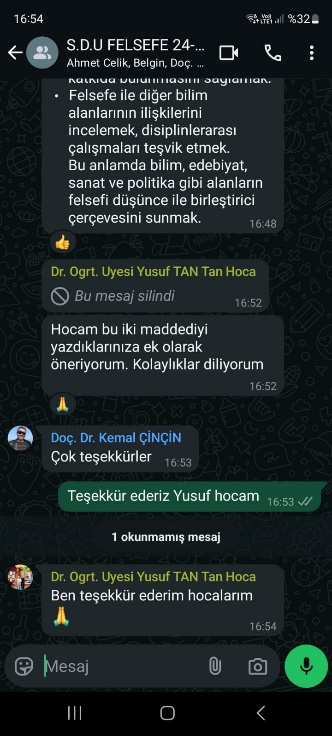 16:54
%32
S.D.U FELSEFE 24-...
Ahmet Celik, Belgin, Doç. ...
katkıda bulunmasını sağlamak.
• Felsefe ile diğer bilim
alanlarının ilişkilerini
incelemek, disiplinlerarası
çalışmaları teşvik etmek.
Bu anlamda bilim, edebiyat,
sanat ve politika gibi alanların
felsefi düşünce ile birleştirici
çerçevesini sunmak.
16:48
Dr. Ogrt. Uyesi Yusuf TAN Tan Hoca
Bu mesaj silindi
16:52
Hocam bu iki maddediyi
yazdıklarınıza ek olarak
öneriyorum. Kolaylıklar diliyorum
16:52
Doç. Dr. Kemal ÇİNÇİN
Çok teşekkürler
16:53
Teşekkür ederiz Yusuf hocam
16:53
1 okunmamış mesaj
Dr. Ogrt. Uyesi Yusuf TAN Tan Hoca
Ben teşekkür ederim hocalarım
🙏
16:54
Mesaj